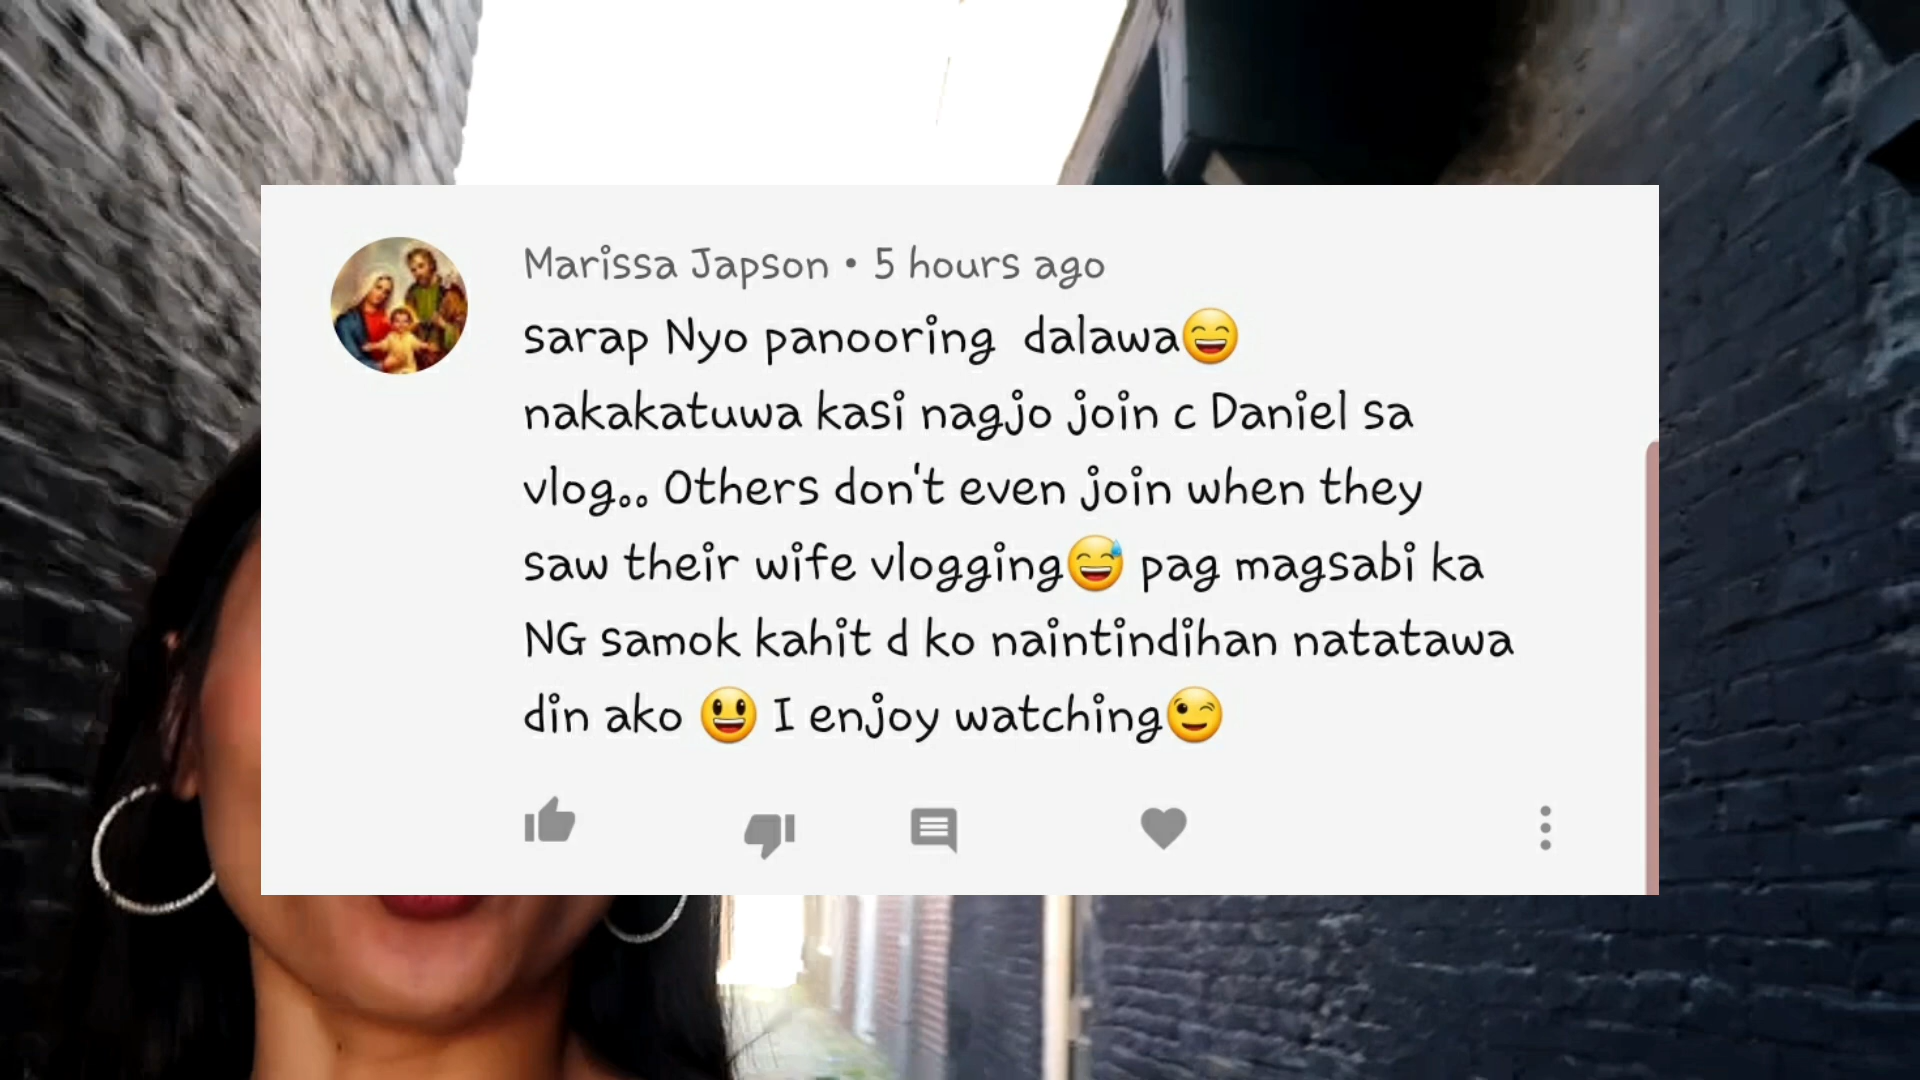 Marissa Japson • 5 hours ago
sarap Nyo panooring dalawa😄
nakakatuwa kasi nagjo join c Daniel sa
vlog.. Others don't even join when they
saw their wife vlogging😅 pag magsabi ka
NG samok kahit d ko naintindihan natatawa
din ako 😃 I enjoy watching😉